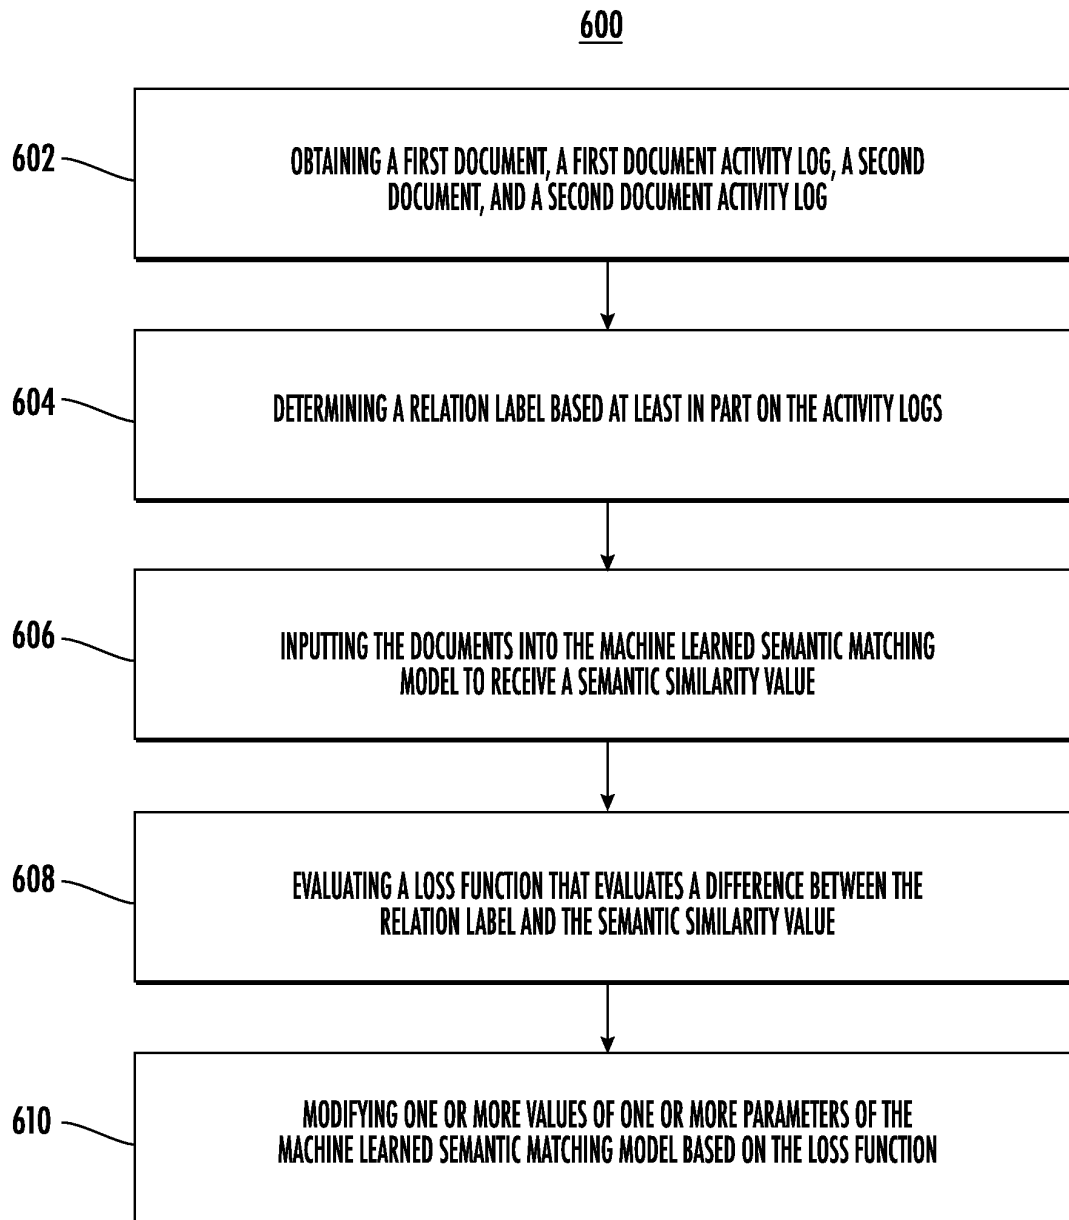 600
602
OBTAINING A FIRST DOCUMENT, A FIRST DOCUMENT ACTIVITY LOG, A SECOND
DOCUMENT, AND A SECOND DOCUMENT ACTIVITY LOG
604
DETERMINING A RELATION LABEL BASED AT LEAST IN PART ON THE ACTIVITY LOGS
606
INPUTTING THE DOCUMENTS INTO THE MACHINE LEARNED SEMANTIC MATCHING
MODEL TO RECEIVE A SEMANTIC SIMILARITY VALUE
608
EVALUATING A LOSS FUNCTION THAT EVALUATES A DIFFERENCE BETWEEN THE
RELATION LABEL AND THE SEMANTIC SIMILARITY VALUE
610
MODIFYING ONE OR MORE VALUES OF ONE OR MORE PARAMETERS OF THE
MACHINE LEARNED SEMANTIC MATCHING MODEL BASED ON THE LOSS FUNCTION